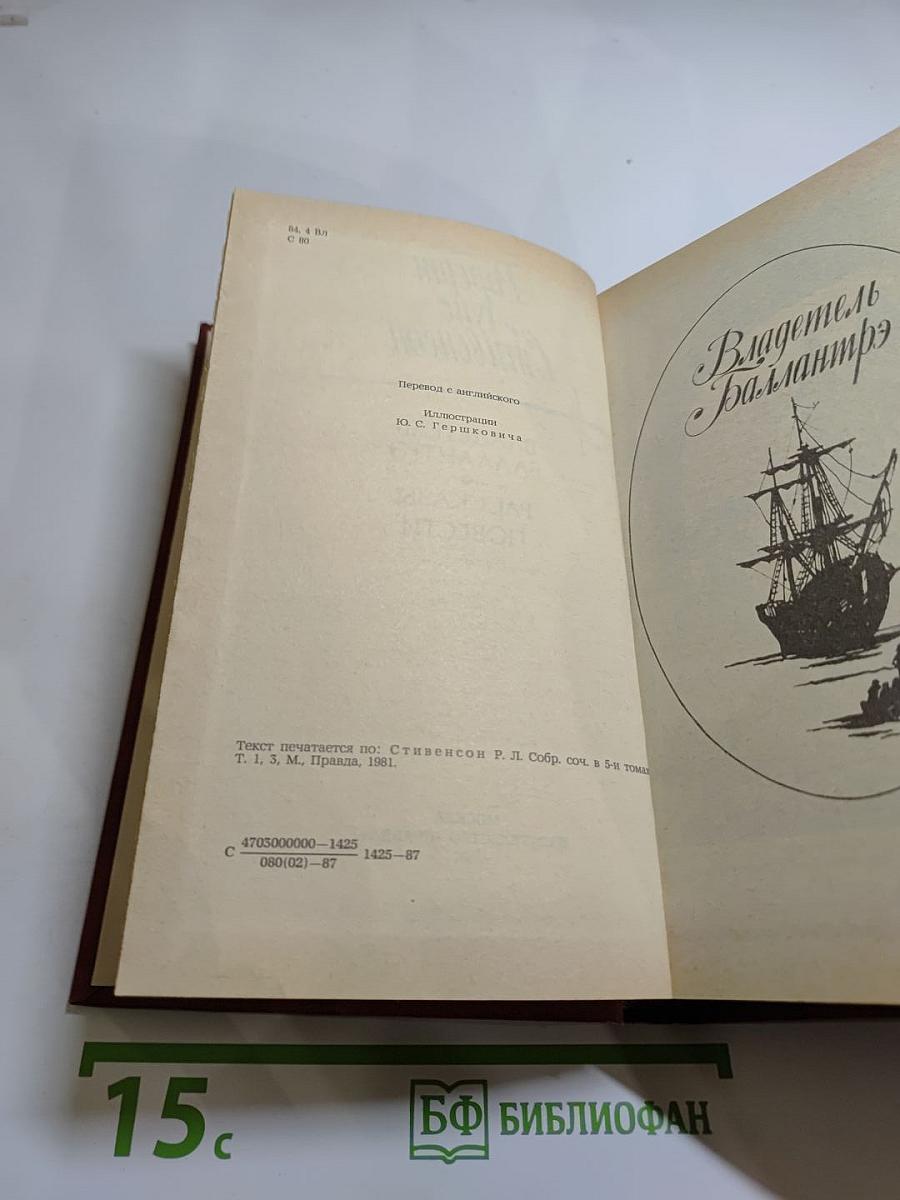 84. 4 Вл
С 80
Перевод с английского
Иллюстрации
Ю. С. Гершковича
Текст печатается по: Стивенсон Р. Л. Собр. соч. в 5-и томах
Т. 1, 3, М., Правда, 1981.
С 4703000000—1425
080(02)—87
1425—87
Владетель
Баллантрэ
15 с
БФ БИБЛИОФАН